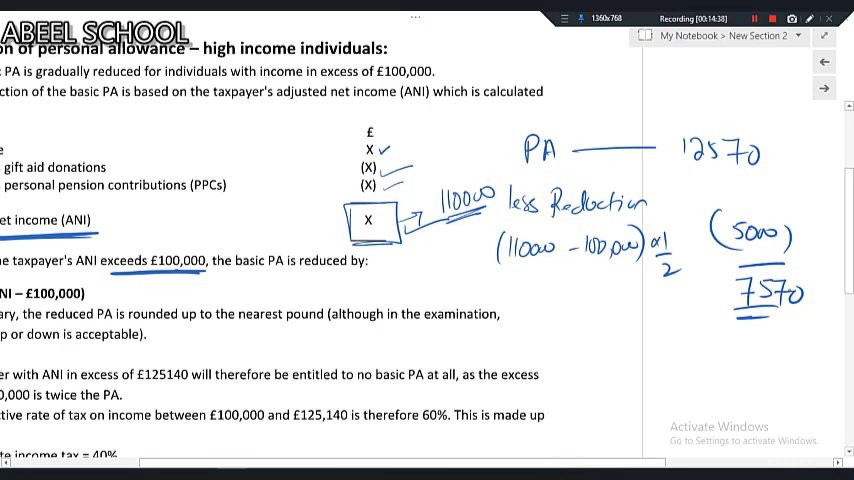 ABEEL SCHOOL
1360x768
Recording [00:14:38]
My Notebook > New Section 2
on of personal allowance – high income individuals:
PA is gradually reduced for individuals with income in excess of £100,000.
ction of the basic PA is based on the taxpayer's adjusted net income (ANI) which is calculated
£
e X
gift aid donations (X)
personal pension contributions (PPCs) (X)
et income (ANI) X
PA 12570
110000 less Reduction
(11000 - 100,000) x 1/2 (5000)
7570
he taxpayer's ANI exceeds £100,000, the basic PA is reduced by:
NI – £100,000)
ary, the reduced PA is rounded up to the nearest pound (although in the examination,
p or down is acceptable).
er with ANI in excess of £125140 will therefore be entitled to no basic PA at all, as the excess
0,000 is twice the PA.
ctive rate of tax on income between £100,000 and £125,140 is therefore 60%. This is made up
te income tax = 40%
Activate Windows
Go to Settings to activate Windows.